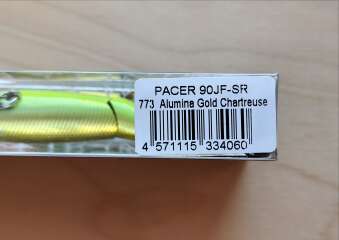 PACER 90JF-SR
773 Alumina Gold Chartreuse
4 571115 334060